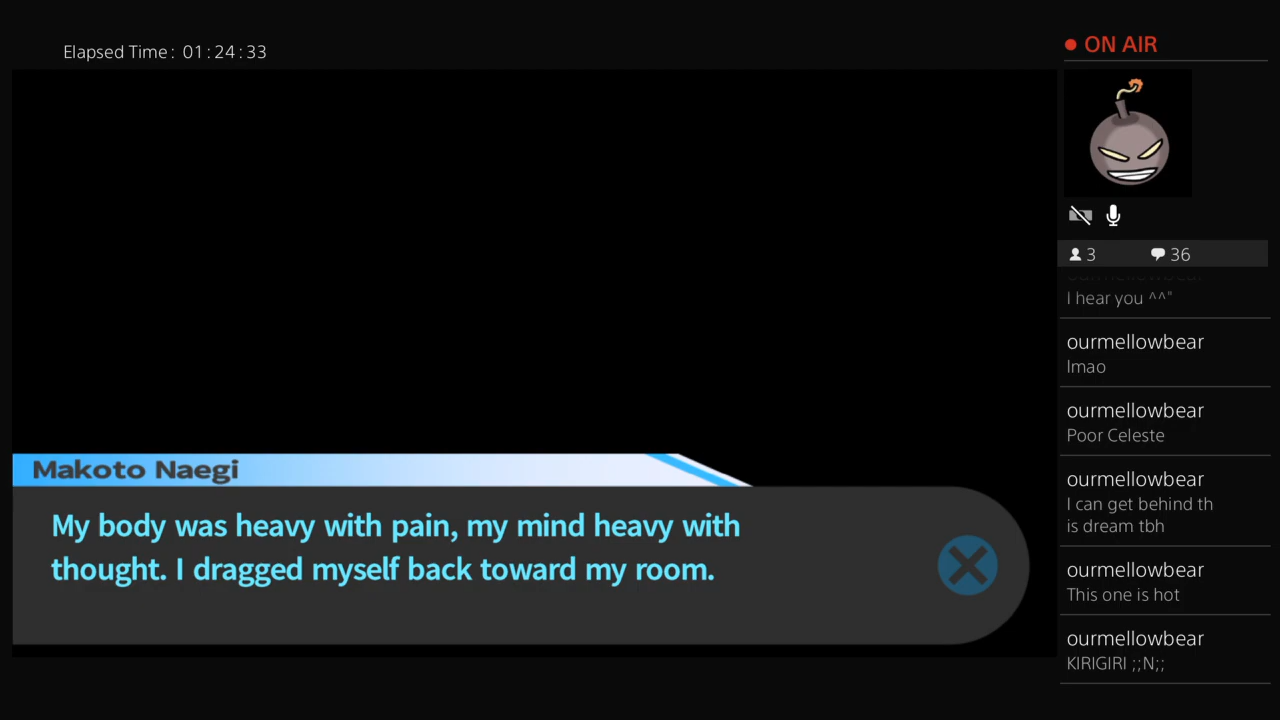 Elapsed Time: 01:24:33
ON AIR
3
36
I hear you ^^"
ourmellowbear
lmao
ourmellowbear
Poor Celeste
ourmellowbear
I can get behind th
is dream tbh
ourmellowbear
This one is hot
ourmellowbear
KIRIGIRI ;;N;;
Makoto Naegi
My body was heavy with pain, my mind heavy with
thought. I dragged myself back toward my room.